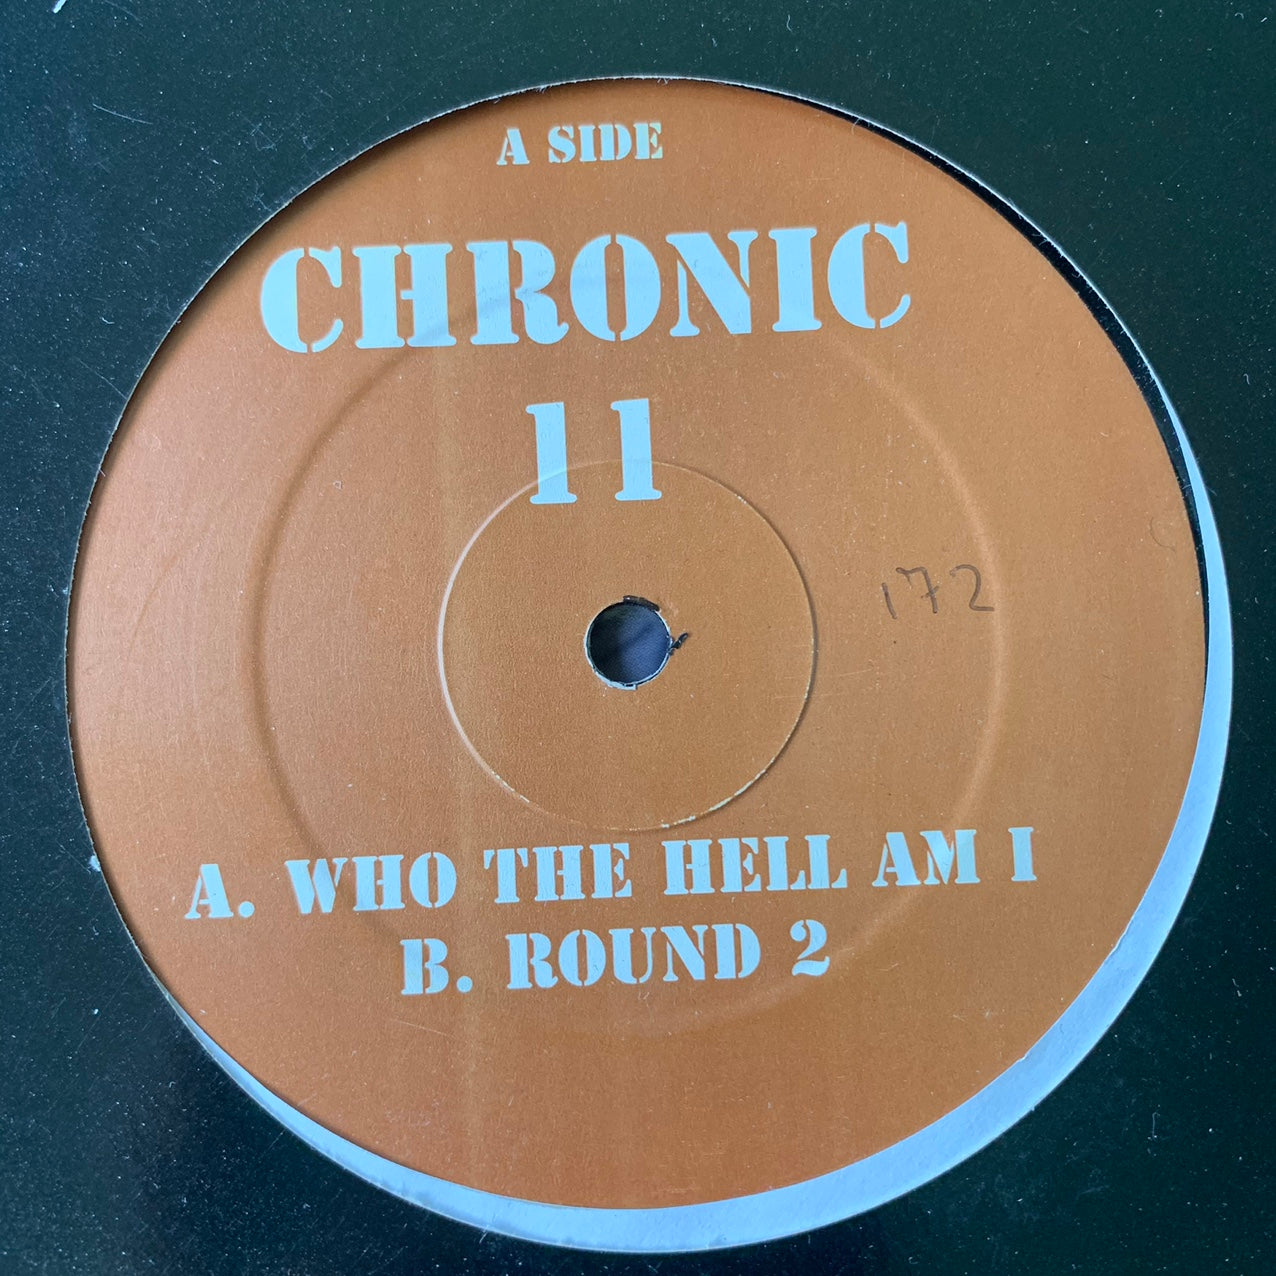 A SIDE
CHRONIC
11
172
A. WHO THE HELL AM I
B. ROUND 2